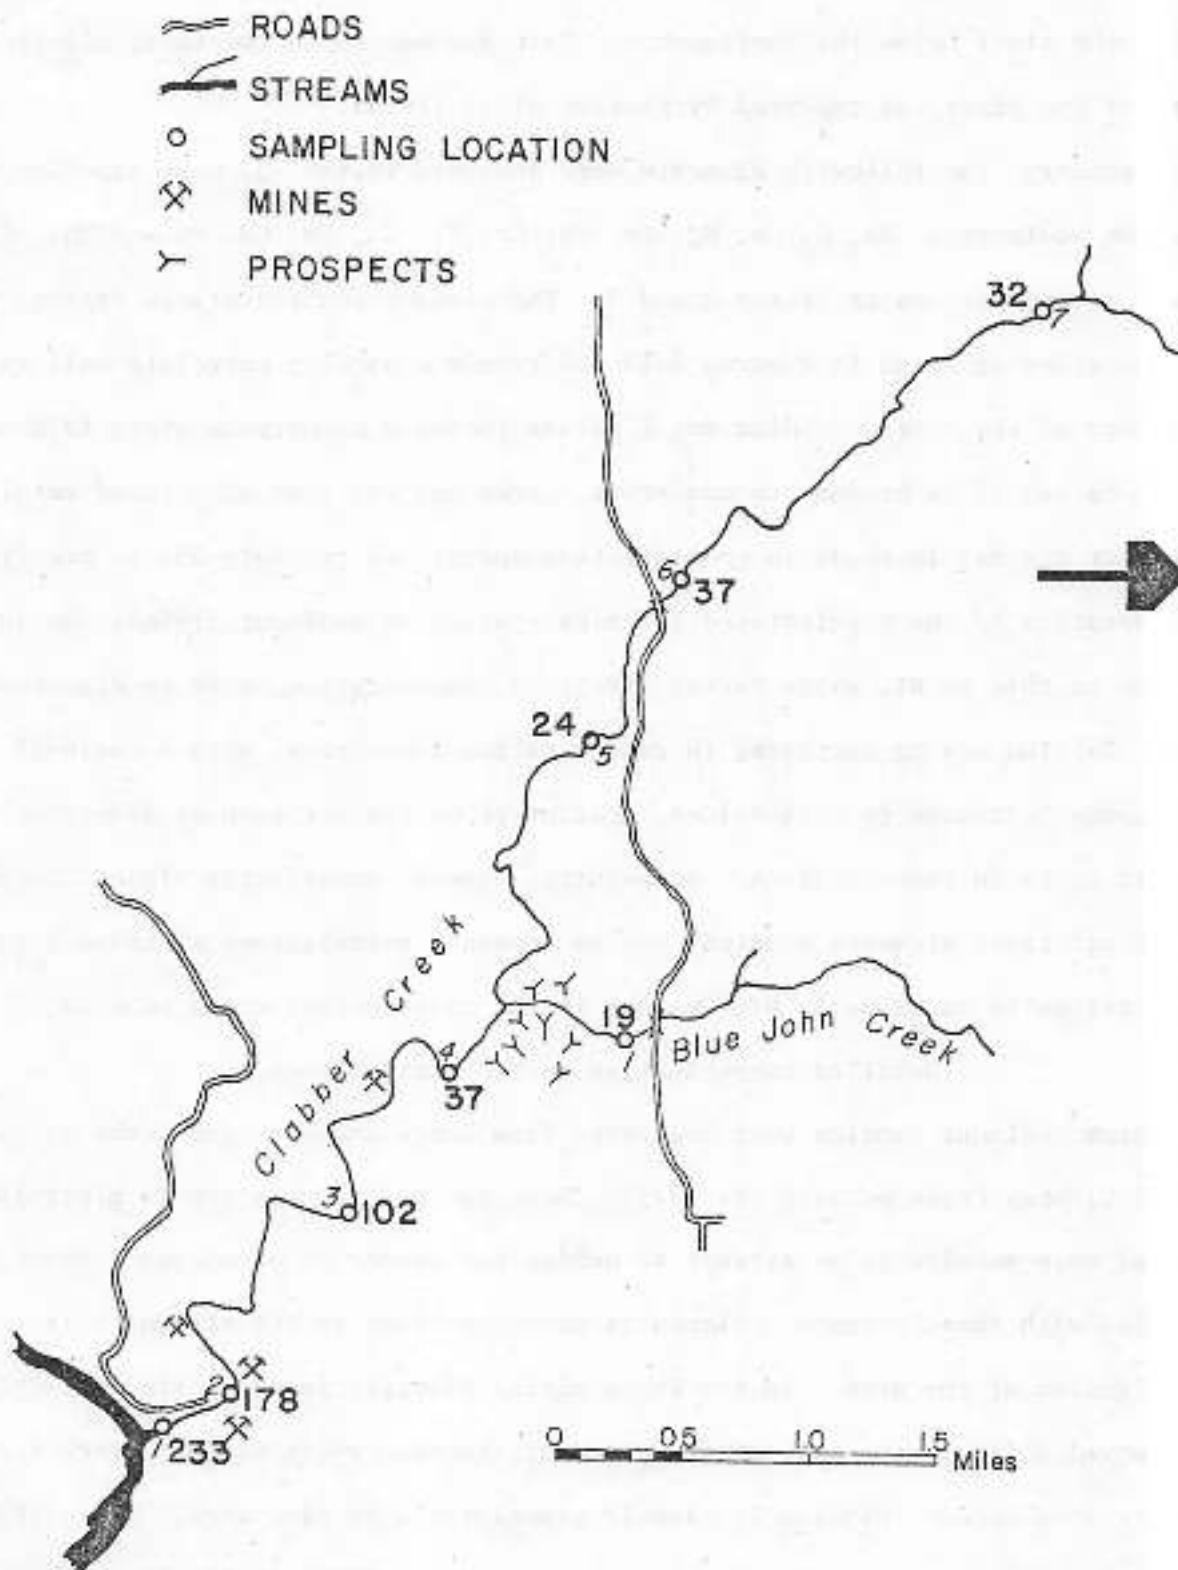 ROADS
STREAMS
SAMPLING LOCATION
MINES
PROSPECTS
32
7
6
37
24
5
Clabber Creek
19
1
Blue John Creek
4
37
3
102
2
178
233
0 0.5 1.0 1.5
Miles